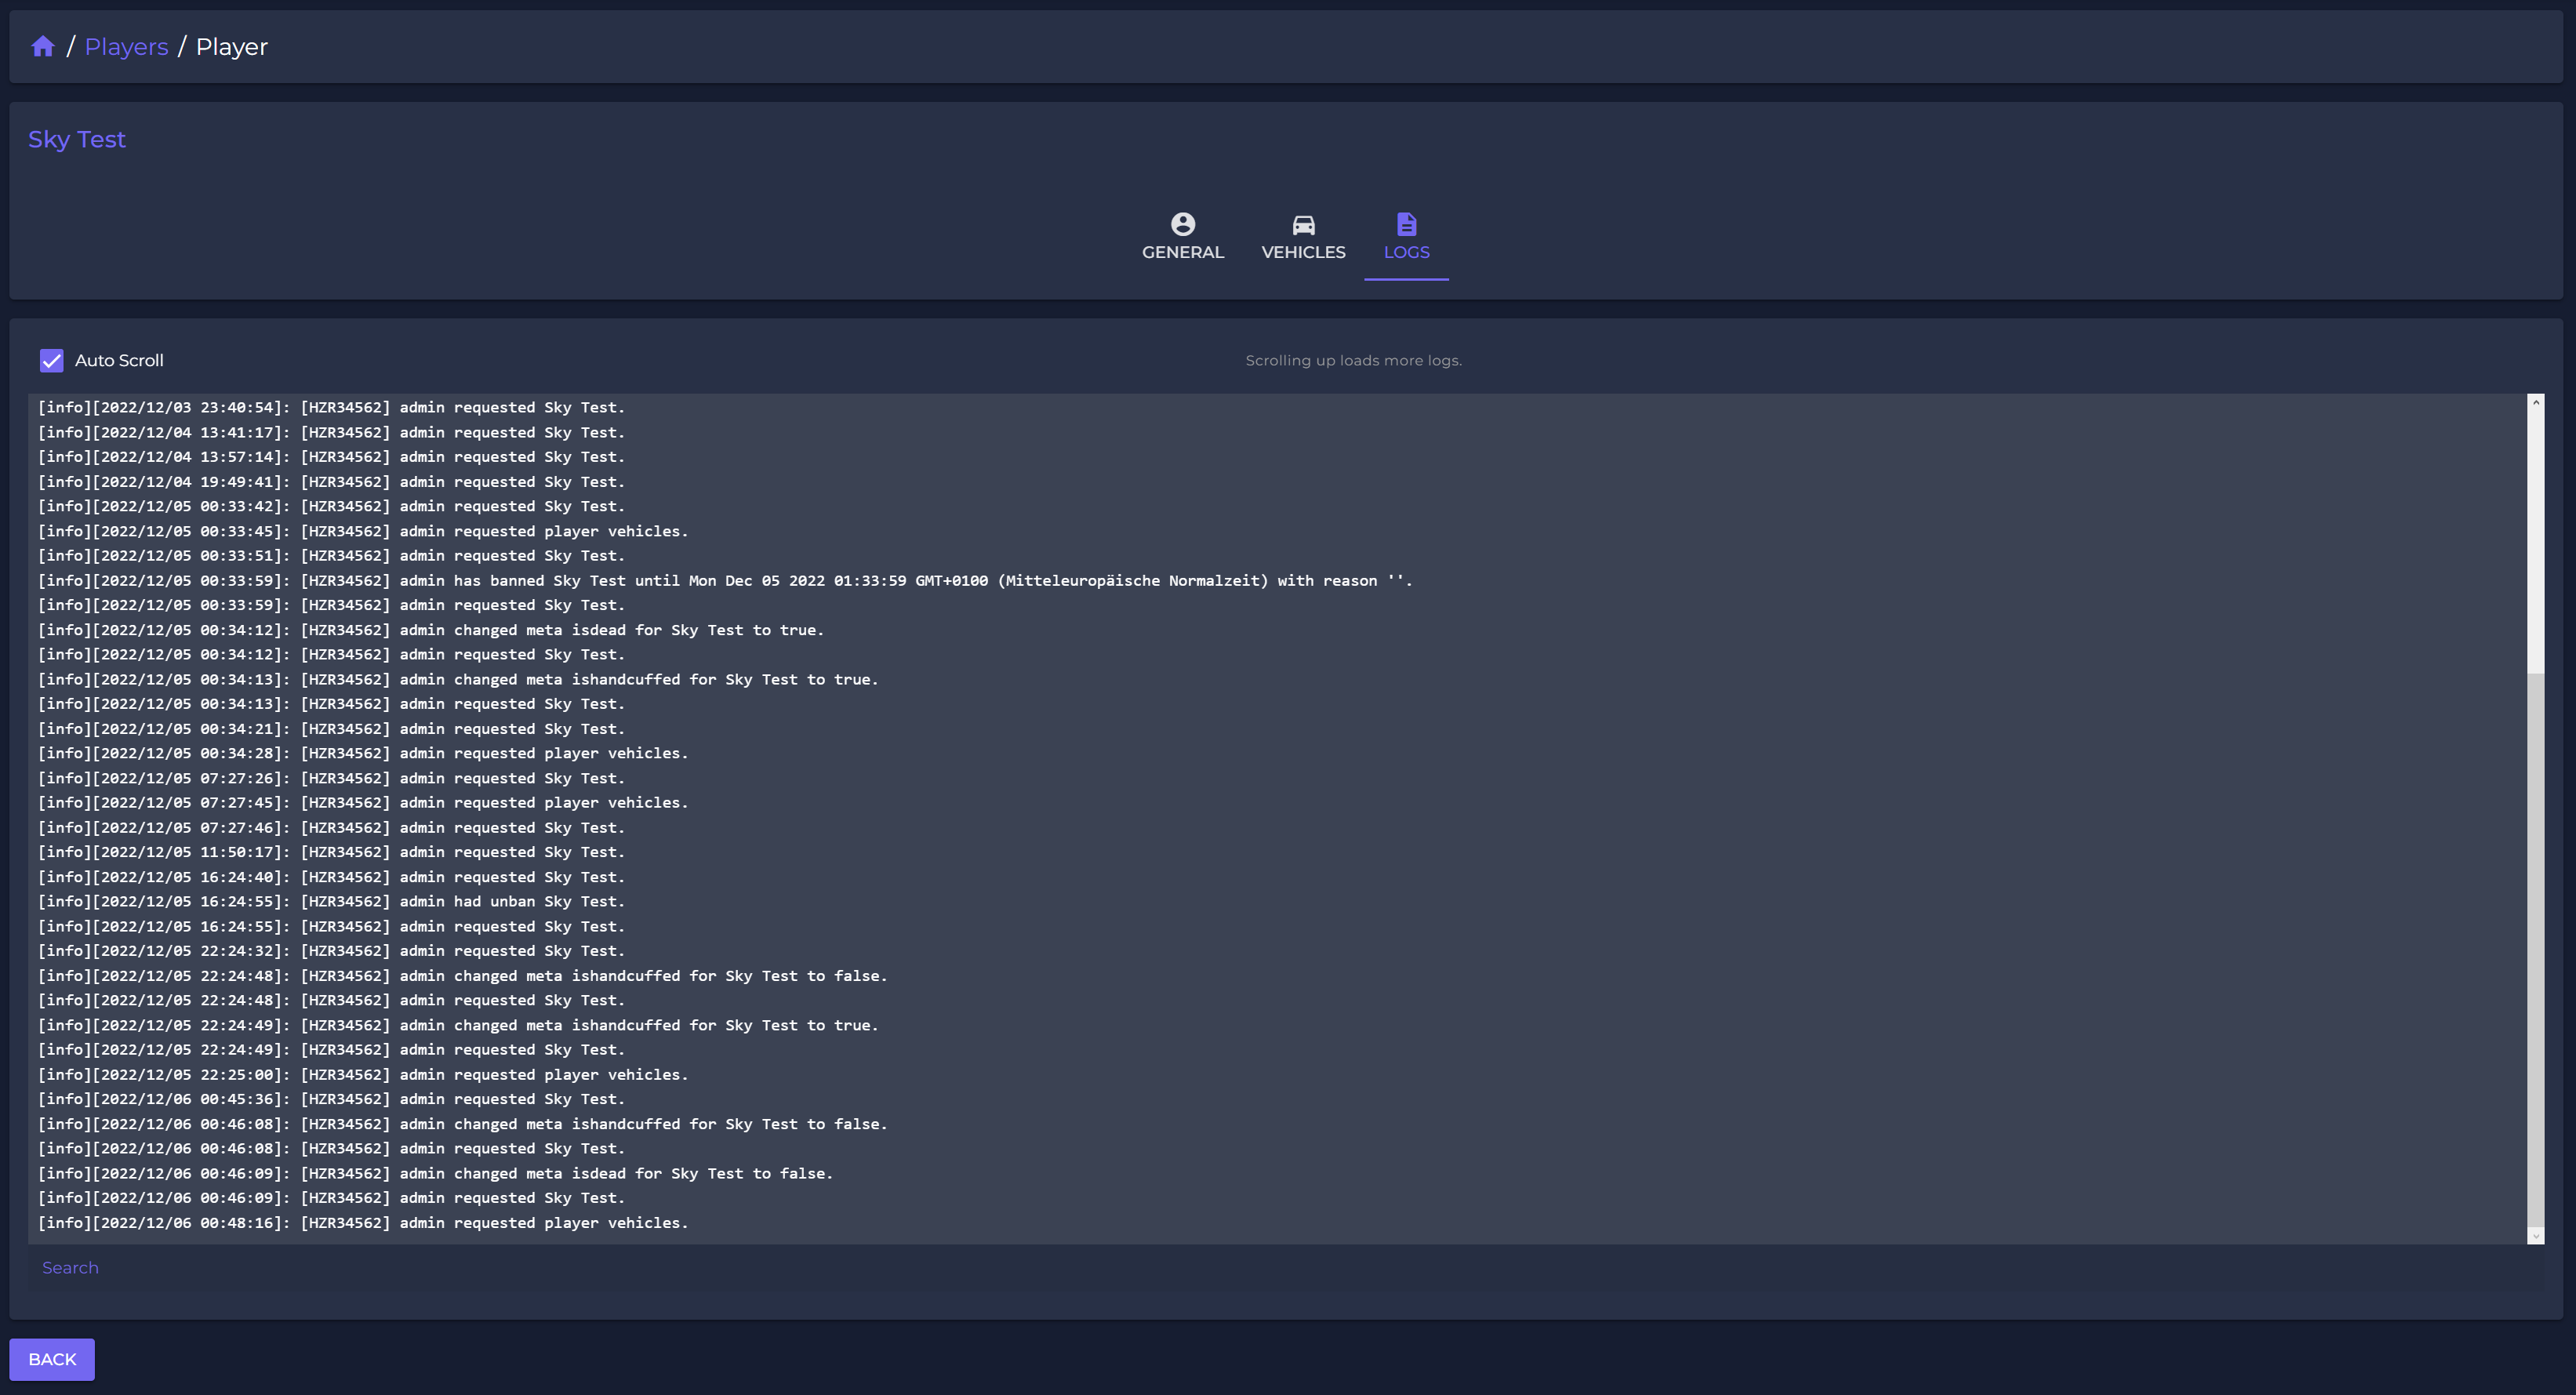 / Players / Player
Sky Test
GENERAL VEHICLES LOGS
Auto Scroll
Scrolling up loads more logs.
[info][2022/12/03 23:40:54]: [HZR34562] admin requested Sky Test.
[info][2022/12/04 13:41:17]: [HZR34562] admin requested Sky Test.
[info][2022/12/04 13:57:14]: [HZR34562] admin requested Sky Test.
[info][2022/12/04 19:49:41]: [HZR34562] admin requested Sky Test.
[info][2022/12/05 00:33:42]: [HZR34562] admin requested Sky Test.
[info][2022/12/05 00:33:45]: [HZR34562] admin requested player vehicles.
[info][2022/12/05 00:33:51]: [HZR34562] admin requested Sky Test.
[info][2022/12/05 00:33:59]: [HZR34562] admin has banned Sky Test until Mon Dec 05 2022 01:33:59 GMT+0100 (Mitteleuropäische Normalzeit) with reason ''.
[info][2022/12/05 00:33:59]: [HZR34562] admin requested Sky Test.
[info][2022/12/05 00:34:12]: [HZR34562] admin changed meta isdead for Sky Test to true.
[info][2022/12/05 00:34:12]: [HZR34562] admin requested Sky Test.
[info][2022/12/05 00:34:13]: [HZR34562] admin changed meta ishandcuffed for Sky Test to true.
[info][2022/12/05 00:34:13]: [HZR34562] admin requested Sky Test.
[info][2022/12/05 00:34:21]: [HZR34562] admin requested Sky Test.
[info][2022/12/05 00:34:28]: [HZR34562] admin requested player vehicles.
[info][2022/12/05 07:27:26]: [HZR34562] admin requested Sky Test.
[info][2022/12/05 07:27:45]: [HZR34562] admin requested player vehicles.
[info][2022/12/05 07:27:46]: [HZR34562] admin requested Sky Test.
[info][2022/12/05 11:50:17]: [HZR34562] admin requested Sky Test.
[info][2022/12/05 16:24:40]: [HZR34562] admin requested Sky Test.
[info][2022/12/05 16:24:55]: [HZR34562] admin had unban Sky Test.
[info][2022/12/05 16:24:55]: [HZR34562] admin requested Sky Test.
[info][2022/12/05 22:24:32]: [HZR34562] admin requested Sky Test.
[info][2022/12/05 22:24:48]: [HZR34562] admin changed meta ishandcuffed for Sky Test to false.
[info][2022/12/05 22:24:48]: [HZR34562] admin requested Sky Test.
[info][2022/12/05 22:24:49]: [HZR34562] admin changed meta ishandcuffed for Sky Test to true.
[info][2022/12/05 22:24:49]: [HZR34562] admin requested Sky Test.
[info][2022/12/05 22:25:00]: [HZR34562] admin requested player vehicles.
[info][2022/12/06 00:45:36]: [HZR34562] admin requested Sky Test.
[info][2022/12/06 00:46:08]: [HZR34562] admin changed meta ishandcuffed for Sky Test to false.
[info][2022/12/06 00:46:08]: [HZR34562] admin requested Sky Test.
[info][2022/12/06 00:46:09]: [HZR34562] admin changed meta isdead for Sky Test to false.
[info][2022/12/06 00:46:09]: [HZR34562] admin requested Sky Test.
[info][2022/12/06 00:48:16]: [HZR34562] admin requested player vehicles.
Search
BACK